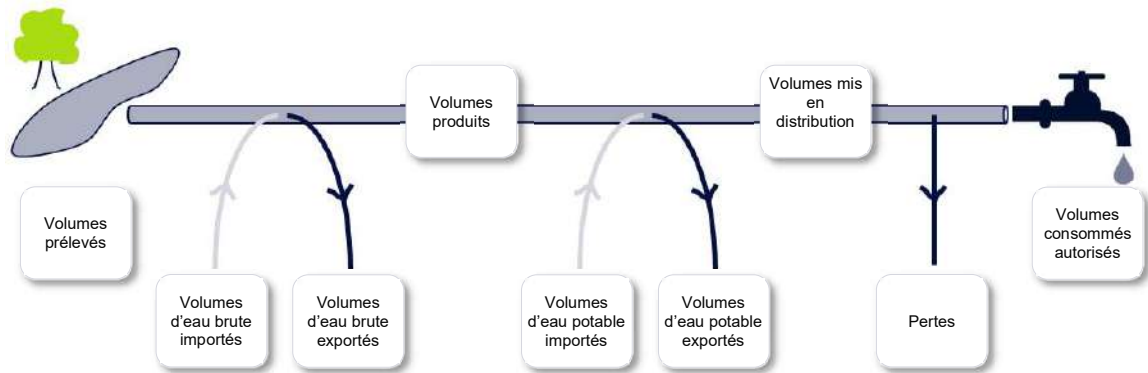 Volumes
prélevés
Volumes
d'eau brute
importés
Volumes
d'eau brute
exportés
Volumes
produits
Volumes
d'eau potable
importés
Volumes
d'eau potable
exportés
Volumes mis
en
distribution
Pertes
Volumes
consommés
autorisés